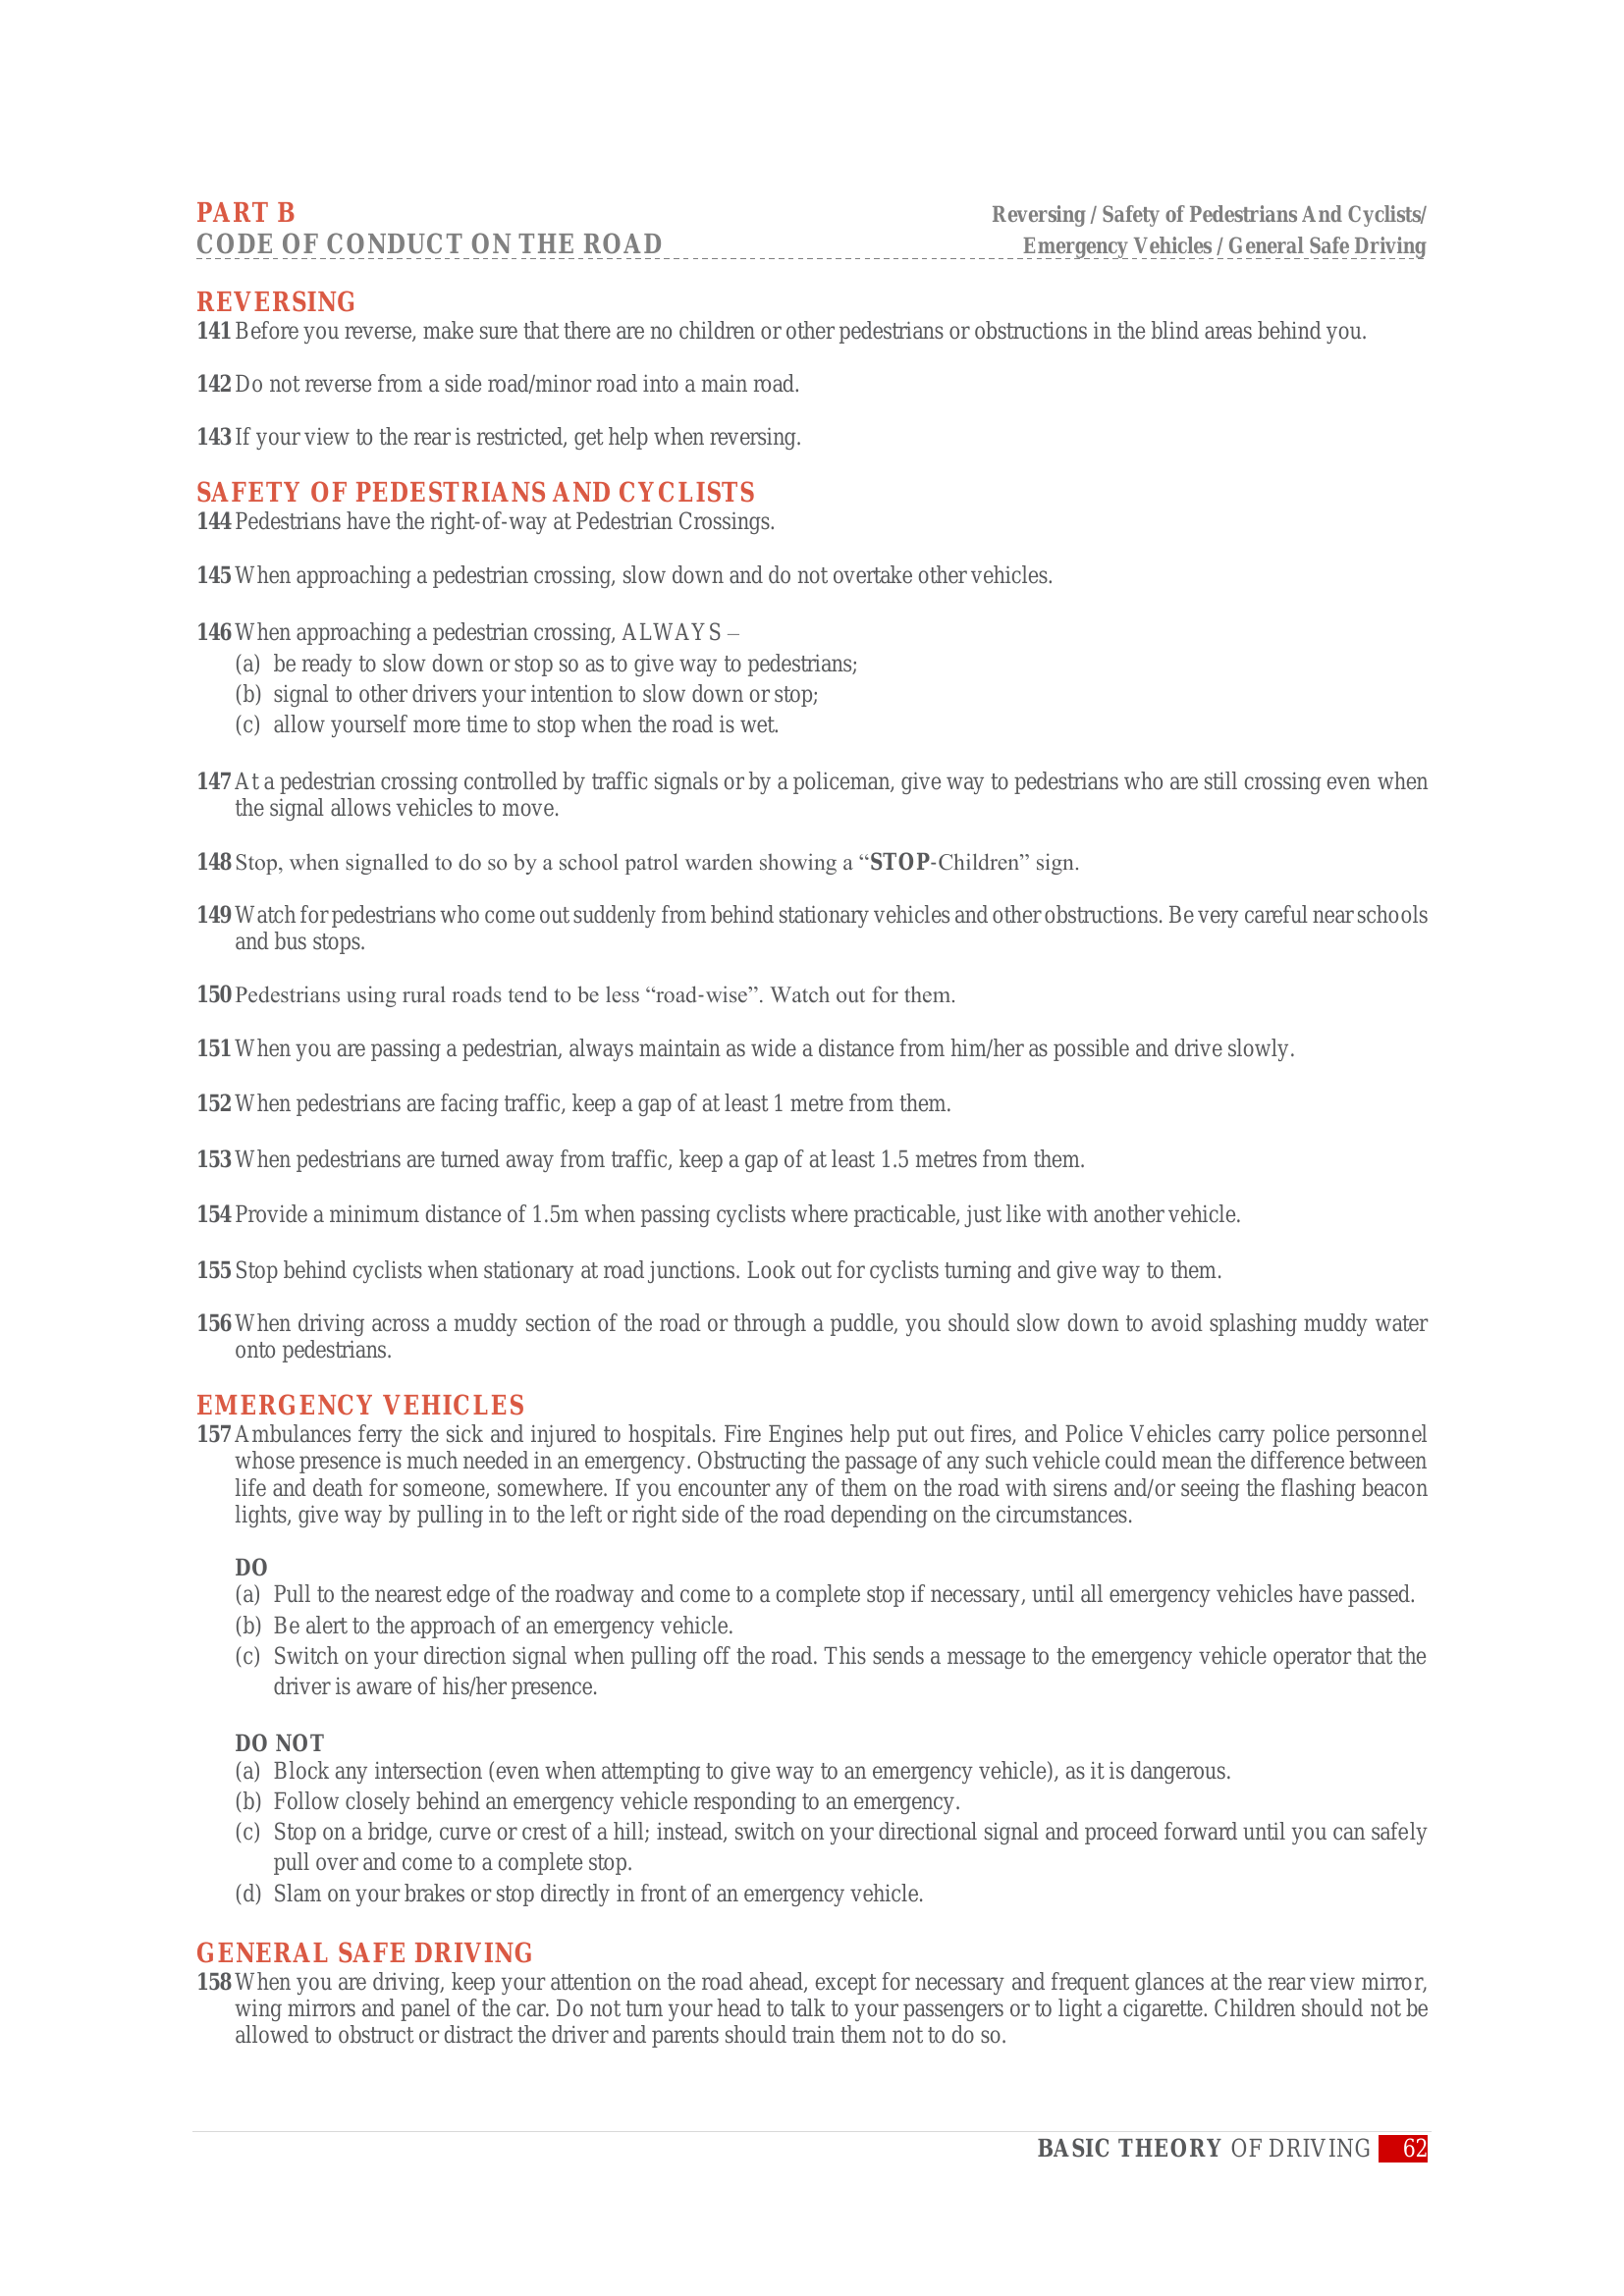 PART B
Reversing / Safety of Pedestrians And Cyclists/
CODE OF CONDUCT ON THE ROAD
Emergency Vehicles / General Safe Driving
REVERSING
141 Before you reverse, make sure that there are no children or other pedestrians or obstructions in the blind areas behind you.
142 Do not reverse from a side road/minor road into a main road.
143 If your view to the rear is restricted, get help when reversing.
SAFETY OF PEDESTRIANS AND CYCLISTS
144 Pedestrians have the right-of-way at Pedestrian Crossings.
145 When approaching a pedestrian crossing, slow down and do not overtake other vehicles.
146 When approaching a pedestrian crossing, ALWAYS –
(a) be ready to slow down or stop so as to give way to pedestrians;
(b) signal to other drivers your intention to slow down or stop;
(c) allow yourself more time to stop when the road is wet.
147 At a pedestrian crossing controlled by traffic signals or by a policeman, give way to pedestrians who are still crossing even when
the signal allows vehicles to move.
148 Stop, when signalled to do so by a school patrol warden showing a “STOP-Children” sign.
149 Watch for pedestrians who come out suddenly from behind stationary vehicles and other obstructions. Be very careful near schools
and bus stops.
150 Pedestrians using rural roads tend to be less “road-wise”. Watch out for them.
151 When you are passing a pedestrian, always maintain as wide a distance from him/her as possible and drive slowly.
152 When pedestrians are facing traffic, keep a gap of at least 1 metre from them.
153 When pedestrians are turned away from traffic, keep a gap of at least 1.5 metres from them.
154 Provide a minimum distance of 1.5m when passing cyclists where practicable, just like with another vehicle.
155 Stop behind cyclists when stationary at road junctions. Look out for cyclists turning and give way to them.
156 When driving across a muddy section of the road or through a puddle, you should slow down to avoid splashing muddy water
onto pedestrians.
EMERGENCY VEHICLES
157 Ambulances ferry the sick and injured to hospitals. Fire Engines help put out fires, and Police Vehicles carry police personnel
whose presence is much needed in an emergency. Obstructing the passage of any such vehicle could mean the difference between
life and death for someone, somewhere. If you encounter any of them on the road with sirens and/or seeing the flashing beacon
lights, give way by pulling in to the left or right side of the road depending on the circumstances.
DO
(a) Pull to the nearest edge of the roadway and come to a complete stop if necessary, until all emergency vehicles have passed.
(b) Be alert to the approach of an emergency vehicle.
(c) Switch on your direction signal when pulling off the road. This sends a message to the emergency vehicle operator that the
driver is aware of his/her presence.
DO NOT
(a) Block any intersection (even when attempting to give way to an emergency vehicle), as it is dangerous.
(b) Follow closely behind an emergency vehicle responding to an emergency.
(c) Stop on a bridge, curve or crest of a hill; instead, switch on your directional signal and proceed forward until you can safely
pull over and come to a complete stop.
(d) Slam on your brakes or stop directly in front of an emergency vehicle.
GENERAL SAFE DRIVING
158 When you are driving, keep your attention on the road ahead, except for necessary and frequent glances at the rear view mirror,
wing mirrors and panel of the car. Do not turn your head to talk to your passengers or to light a cigarette. Children should not be
allowed to obstruct or distract the driver and parents should train them not to do so.
BASIC THEORY OF DRIVING 62